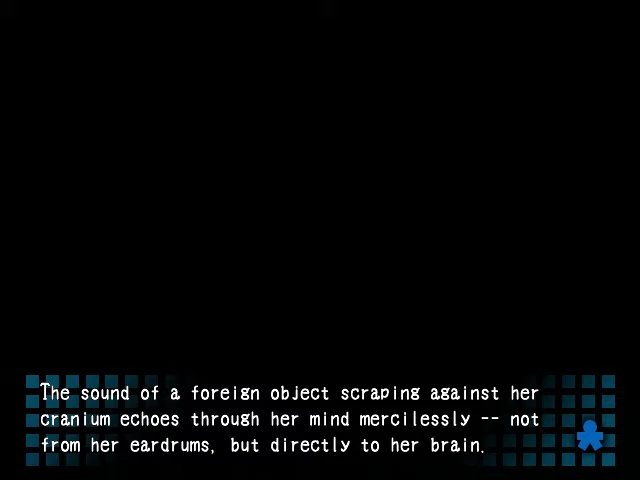 The sound of a foreign object scraping against her
cranium echoes through her mind mercilessly -- not
from her eardrums, but directly to her brain.